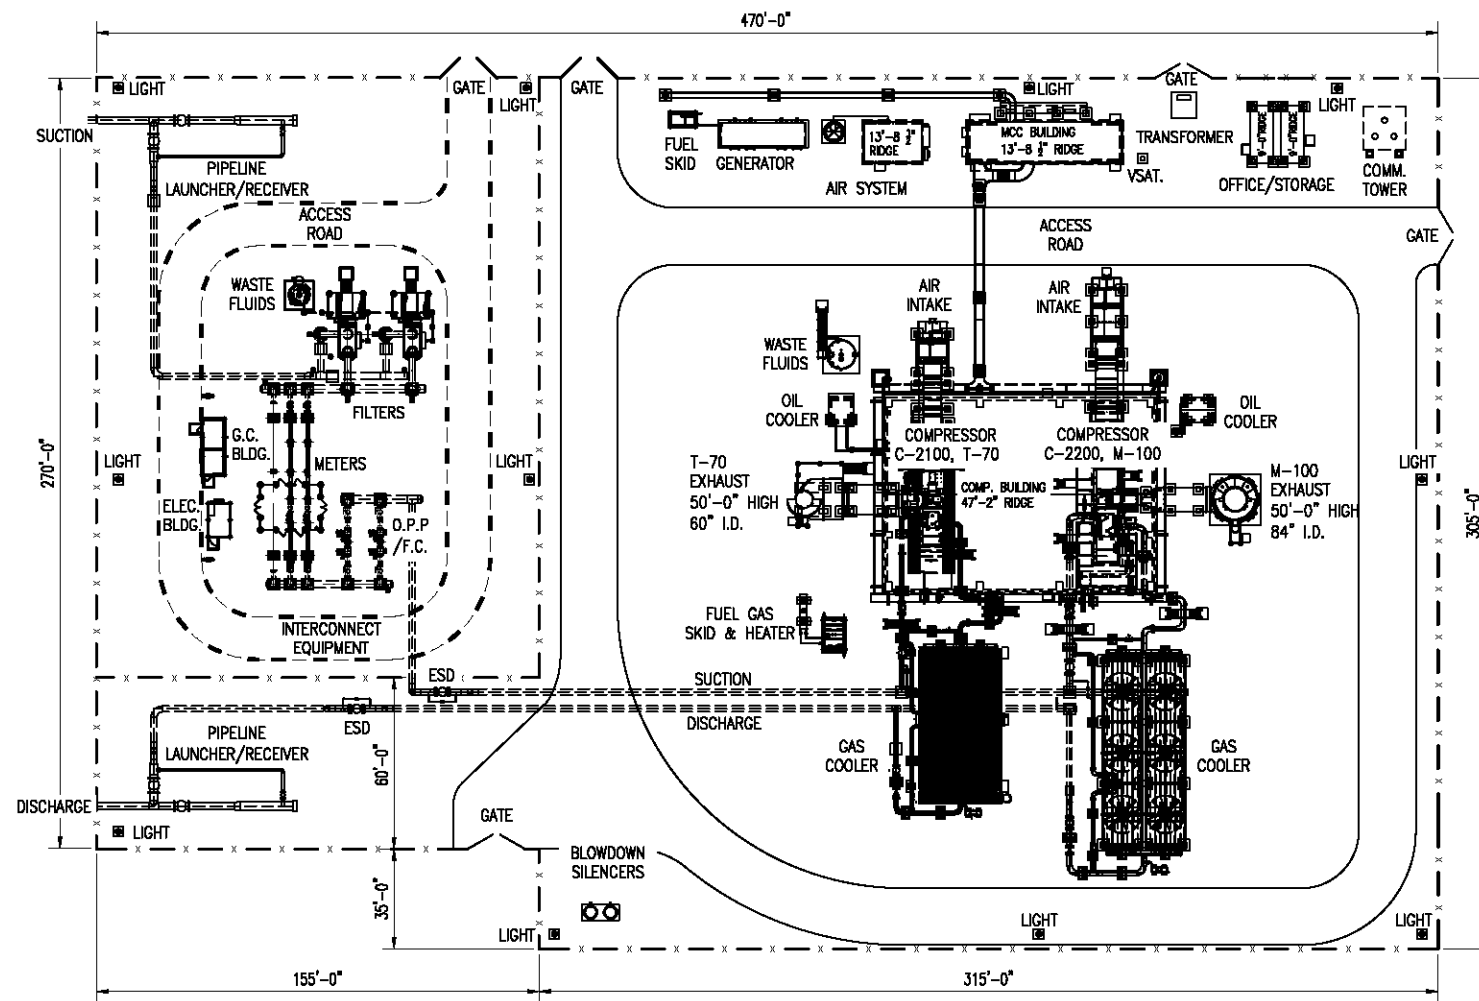 470'-0"
GATE
GATE
GATE
LIGHT
LIGHT
LIGHT
LIGHT
SUCTION
PIPELINE
LAUNCHER/RECEIVER
FUEL
SKID
GENERATOR
13'-8 ½"
RIDGE
AIR SYSTEM
MCC BUILDING
13'-8 ½" RIDGE
VSAT.
TRANSFORMER
9'-0" RIDGE
9'-0" RIDGE
OFFICE/STORAGE
COMM.
TOWER
ACCESS
ROAD
ACCESS
ROAD
GATE
WASTE
FLUIDS
AIR
INTAKE
AIR
INTAKE
WASTE
FLUIDS
FILTERS
OIL
COOLER
OIL
COOLER
G.C.
BLDG.
METERS
COMPRESSOR
C-2100, T-70
COMPRESSOR
C-2200, M-100
270'-0"
LIGHT
LIGHT
LIGHT
T-70
EXHAUST
50'-0" HIGH
60" I.D.
COMP. BUILDING
47'-2" RIDGE
M-100
EXHAUST
50'-0" HIGH
84" I.D.
305'-0"
ELEC.
BLDG.
O.P.P
/F.C.
FUEL GAS
SKID & HEATER
INTERCONNECT
EQUIPMENT
ESD
SUCTION
ESD
DISCHARGE
PIPELINE
LAUNCHER/RECEIVER
60'-0"
GAS
COOLER
GAS
COOLER
DISCHARGE
LIGHT
GATE
BLOWDOWN
SILENCERS
35'-0"
LIGHT
LIGHT
LIGHT
155'-0"
315'-0"